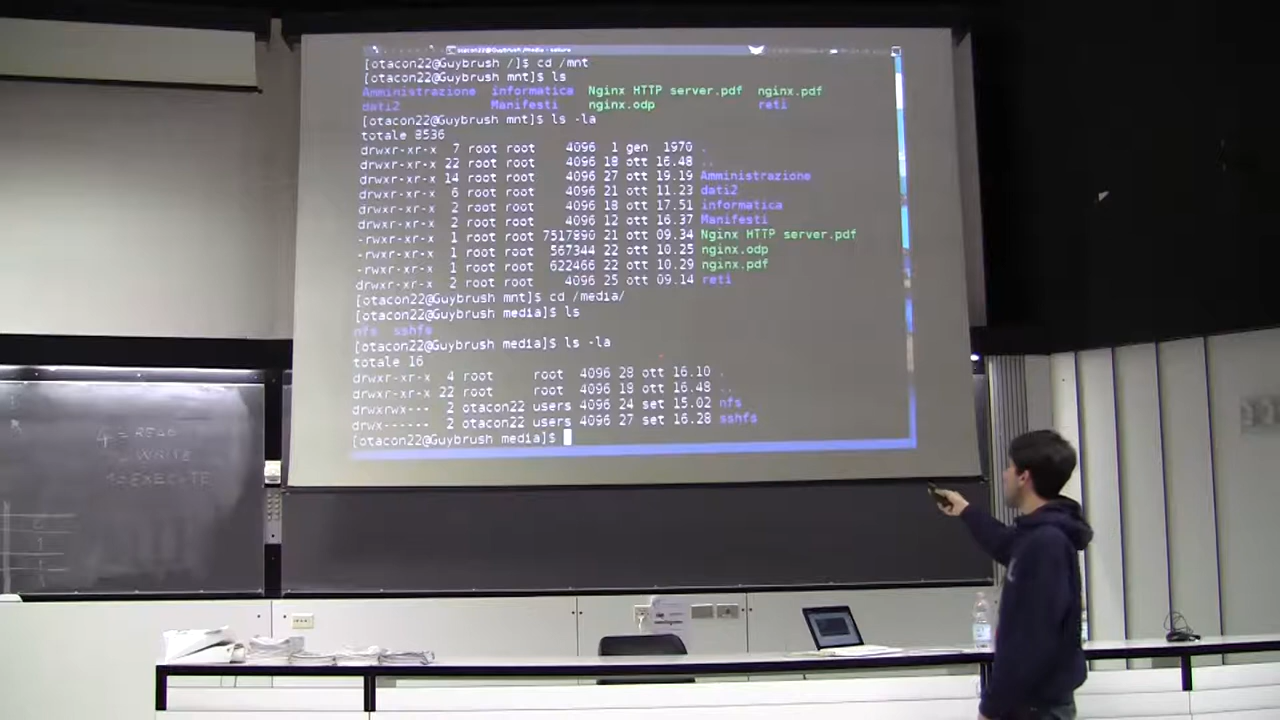 otacon22@Guybrush:/media - default
[otacon22@Guybrush /]$ cd /mnt
[otacon22@Guybrush mnt]$ ls
Amministrazione informatica Nginx HTTP server.pdf nginx.pdf
dati2 Manifesti nginx.odp reti
[otacon22@Guybrush mnt]$ ls -la
totale 8536
drwxr-xr-x 7 root root 4096 1 gen 1970 .
drwxr-xr-x 22 root root 4096 18 ott 16.48 ..
drwxr-xr-x 14 root root 4096 27 ott 19.19 Amministrazione
drwxr-xr-x 6 root root 4096 21 ott 11.23 dati2
drwxr-xr-x 2 root root 4096 18 ott 17.51 informatica
drwxr-xr-x 2 root root 4096 12 ott 16.37 Manifesti
-rwxr-xr-x 1 root root 7517890 21 ott 09.34 Nginx HTTP server.pdf
-rwxr-xr-x 1 root root 567344 22 ott 10.25 nginx.odp
-rwxr-xr-x 1 root root 622466 22 ott 10.29 nginx.pdf
drwxr-xr-x 2 root root 4096 25 ott 09.14 reti
[otacon22@Guybrush mnt]$ cd /media/
[otacon22@Guybrush media]$ ls
nfs sshfs
[otacon22@Guybrush media]$ ls -la
totale 16
drwxr-xr-x 4 root root 4096 28 ott 16.10 .
drwxr-xr-x 22 root root 4096 18 ott 16.48 ..
drwxrwx--- 2 otacon22 users 4096 24 set 15.02 nfs
drwx------ 2 otacon22 users 4096 27 set 16.28 sshfs
[otacon22@Guybrush media]$
4 = READ
= WRITE
1 = EXECUTE